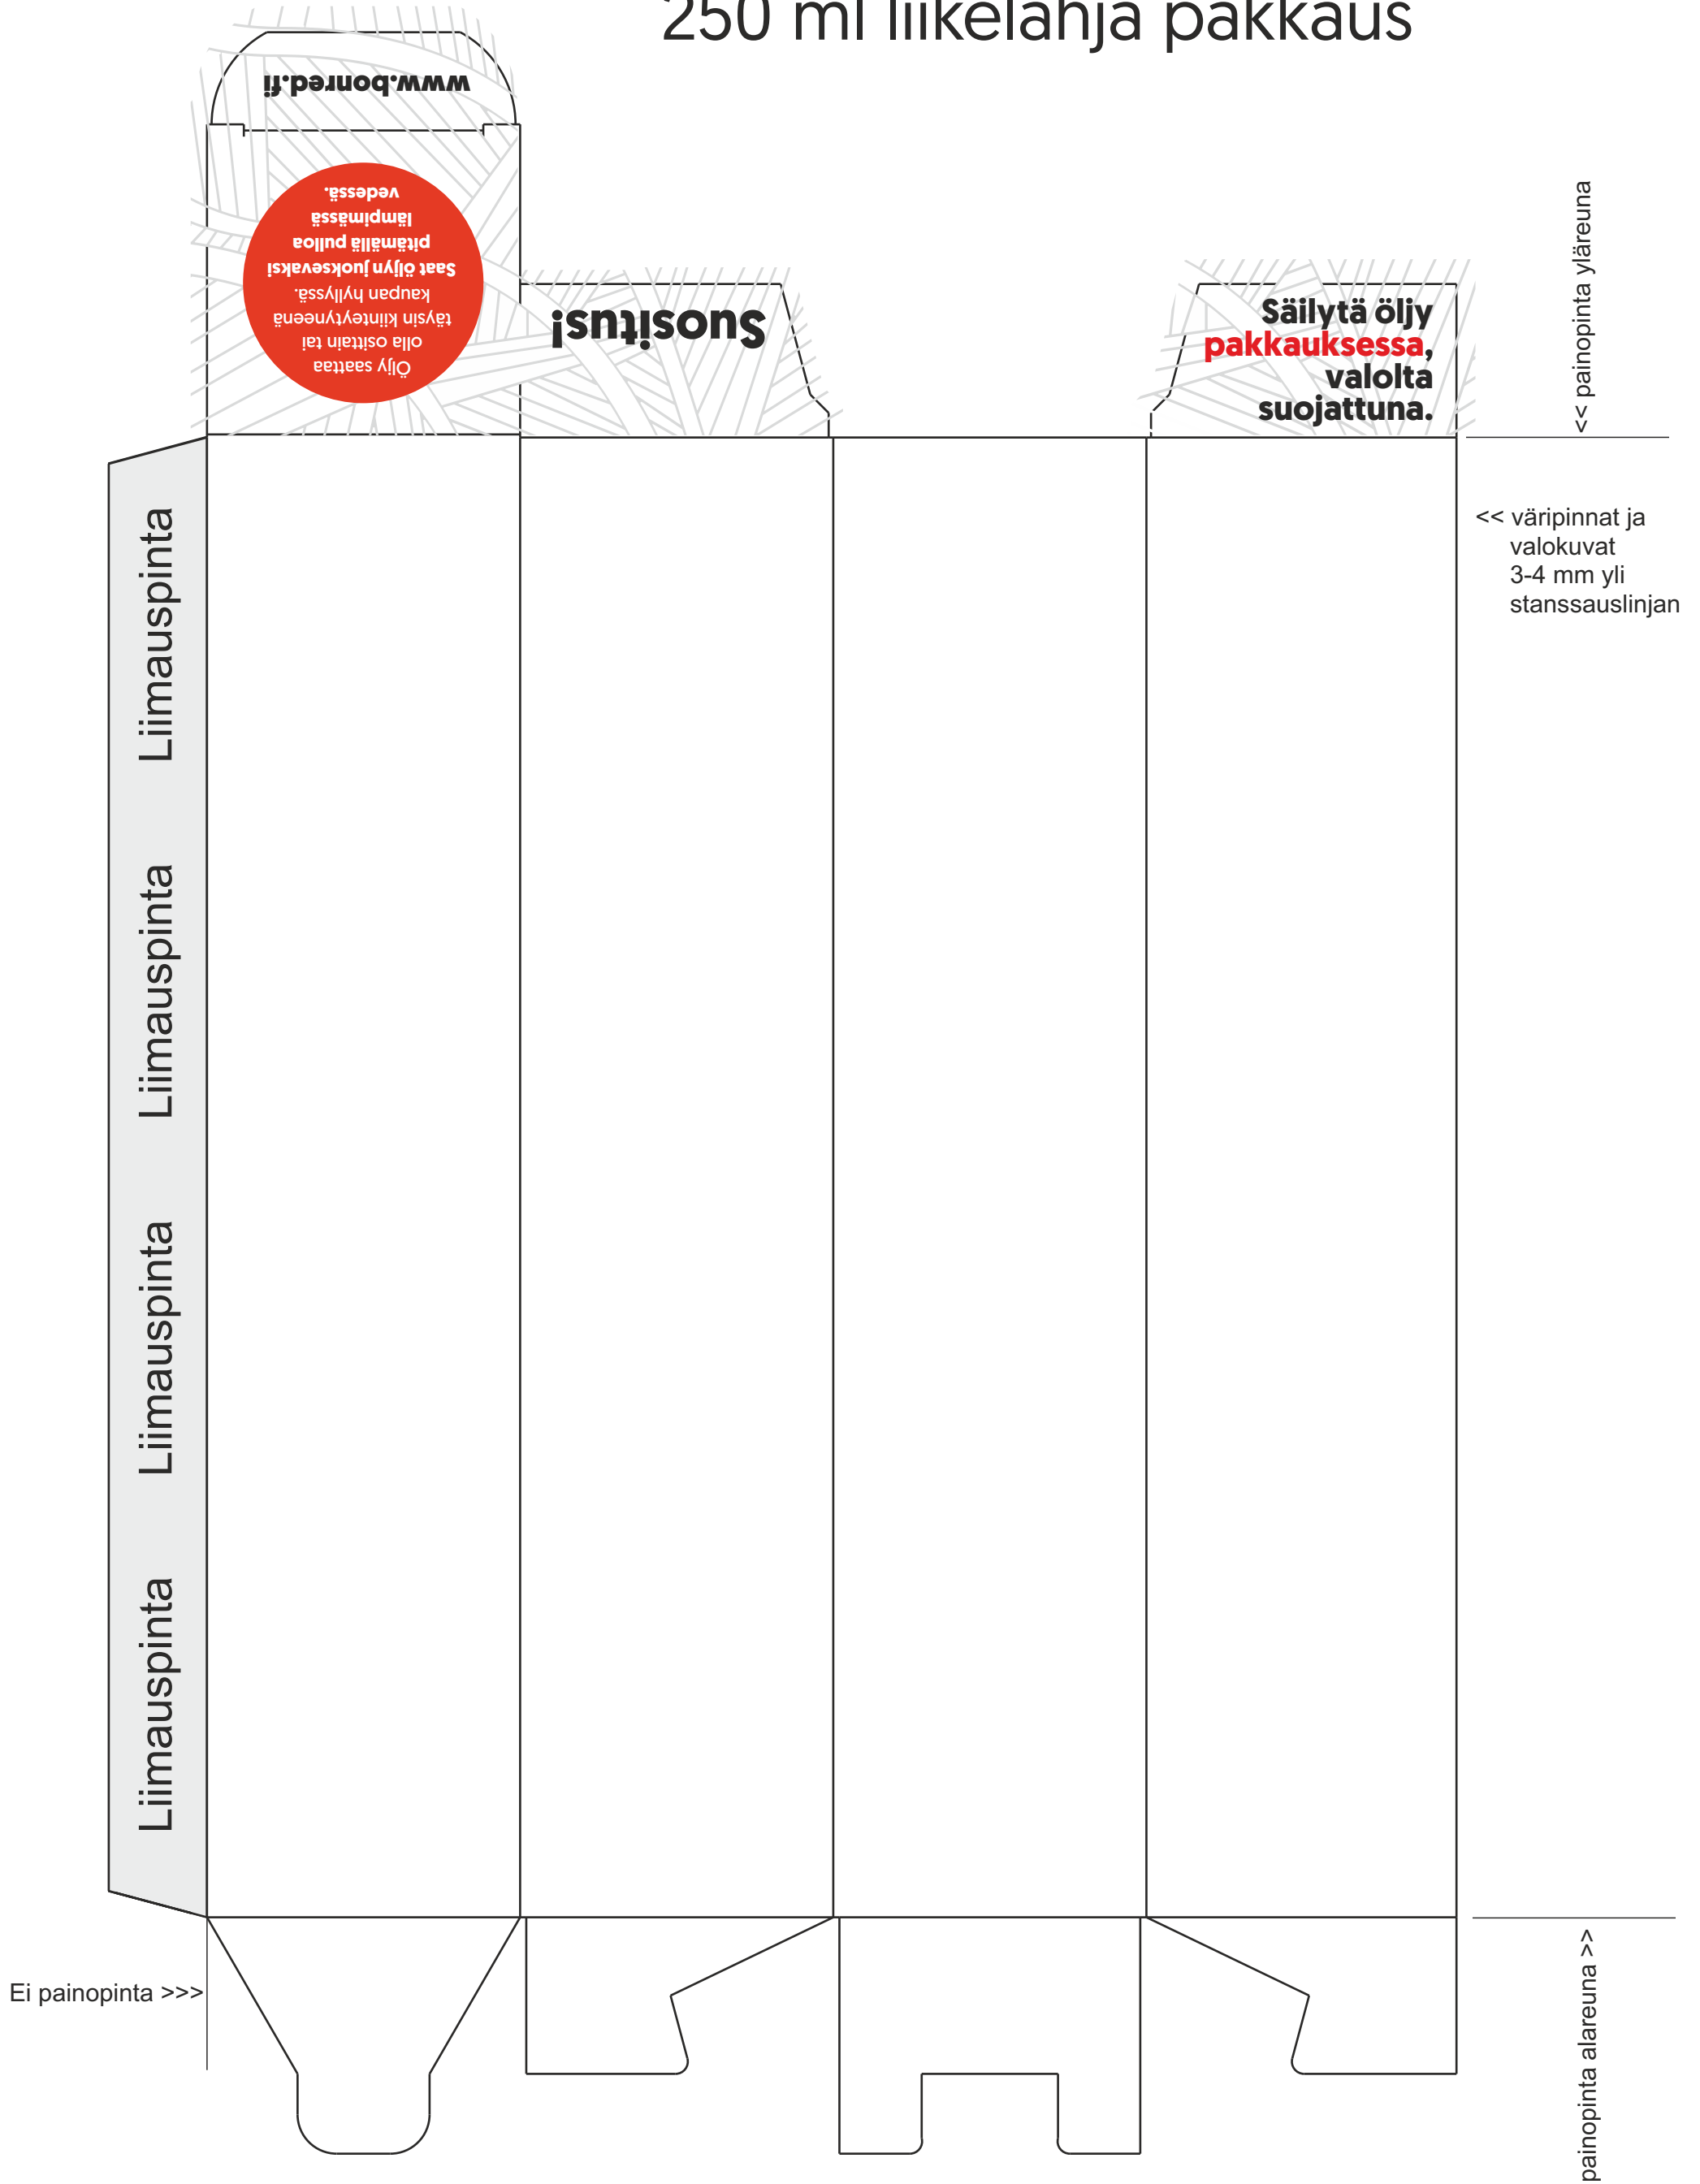 250 ml liikelahja pakkaus
www.bonred.fi
Öljy saattaa
olla osittain tai
täysin kiinteytyneenä
kaupan hyllyssä.
Saat öljyn juoksevaksi
pitämällä pulloa
lämpimässä
vedessä.
Suositus!
Säilytä öljy
pakkauksessa,
valolta
suojattuna.
<< painopinta yläreuna
<< väripinnat ja
valokuvat
3-4 mm yli
stanssauslinjan
Liimauspinta
Liimauspinta
Liimauspinta
Liimauspinta
Ei painopinta >>>
painopinta alareuna >>